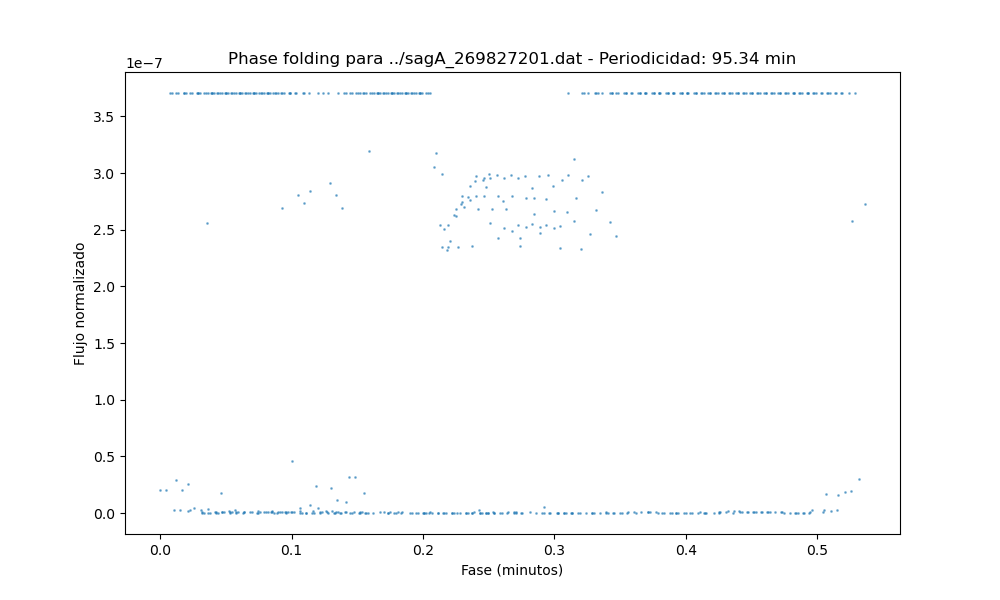 Phase folding para ../sagA_269827201.dat - Periodicidad: 95.34 min
1e−7
3.5
3.0
2.5
2.0
1.5
1.0
0.5
0.0
Flujo normalizado
0.0 0.1 0.2 0.3 0.4 0.5
Fase (minutos)